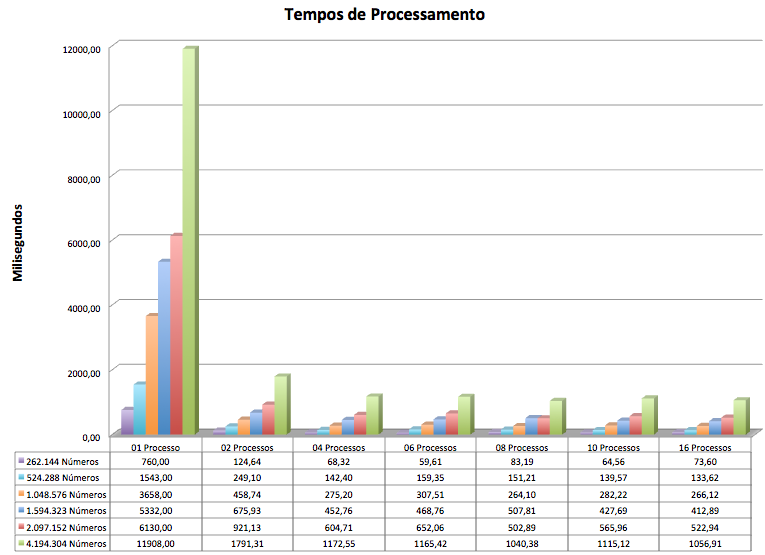 Tempos de Processamento
Milisegundos
12000,00
10000,00
8000,00
6000,00
4000,00
2000,00
0,00
01 Processo 02 Processos 04 Processos 06 Processos 08 Processos 10 Processos 16 Processos
262.144 Números 760,00 124,64 68,32 59,61 83,19 64,56 73,60
524.288 Números 1543,00 249,10 142,40 159,35 151,21 139,57 133,62
1.048.576 Números 3658,00 458,74 275,20 307,51 264,10 282,22 266,12
1.594.323 Números 5332,00 675,93 452,76 468,76 507,81 427,69 412,89
2.097.152 Números 6130,00 921,13 604,71 652,06 502,89 565,96 522,94
4.194.304 Números 11908,00 1791,31 1172,55 1165,42 1040,38 1115,12 1056,91